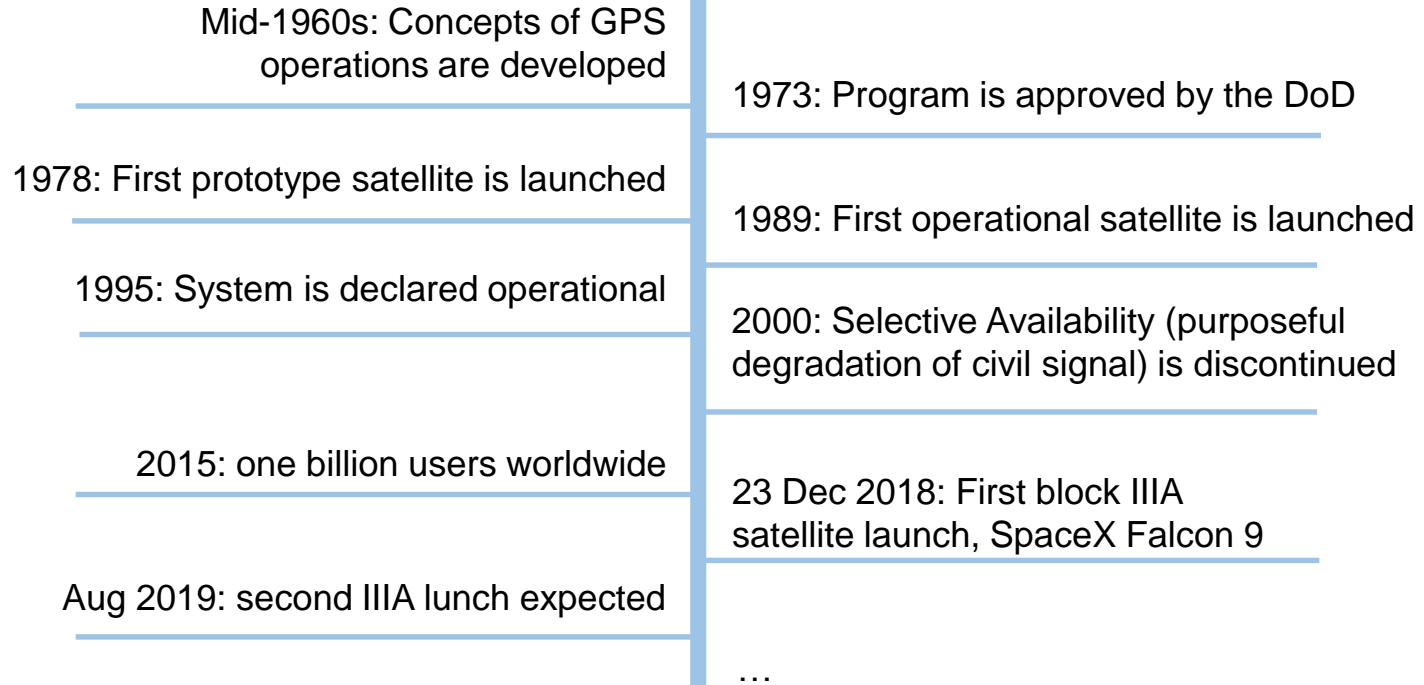 Mid-1960s: Concepts of GPS
operations are developed
1973: Program is approved by the DoD
1978: First prototype satellite is launched
1989: First operational satellite is launched
1995: System is declared operational
2000: Selective Availability (purposeful
degradation of civil signal) is discontinued
2015: one billion users worldwide
23 Dec 2018: First block IIIA
satellite launch, SpaceX Falcon 9
Aug 2019: second IIIA lunch expected
…